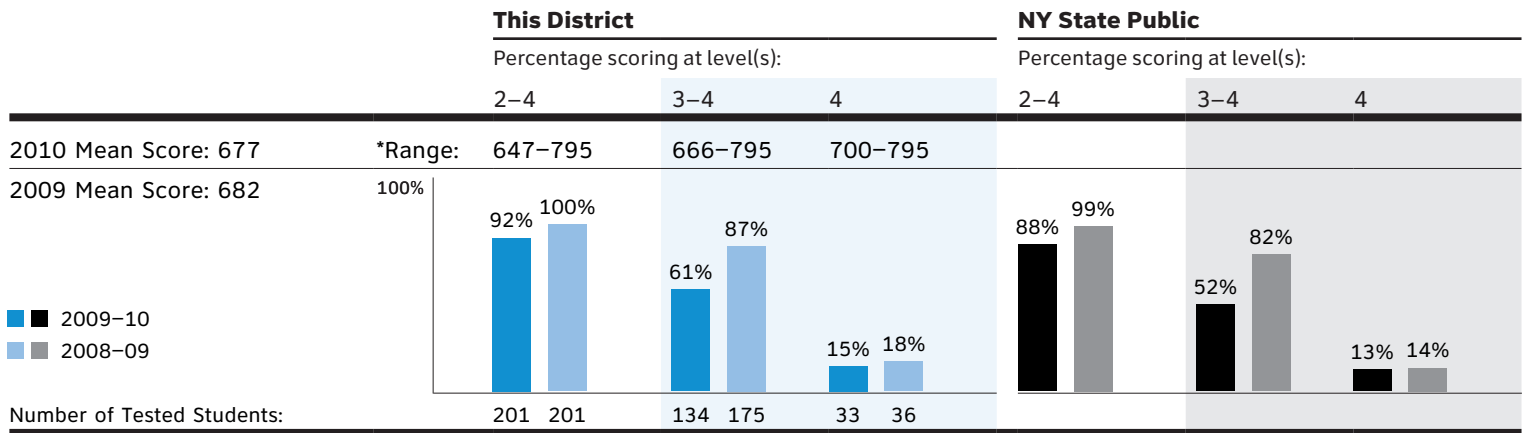 This District NY State Public
Percentage scoring at level(s): Percentage scoring at level(s):
2–4 3–4 4 2–4 3–4 4
2010 Mean Score: 677 *Range: 647–795 666–795 700–795
2009 Mean Score: 682 100%
92% 100% 61% 87% 15% 18% 88% 99% 52% 82% 13% 14%
2009–10
2008–09
Number of Tested Students: 201 201 134 175 33 36